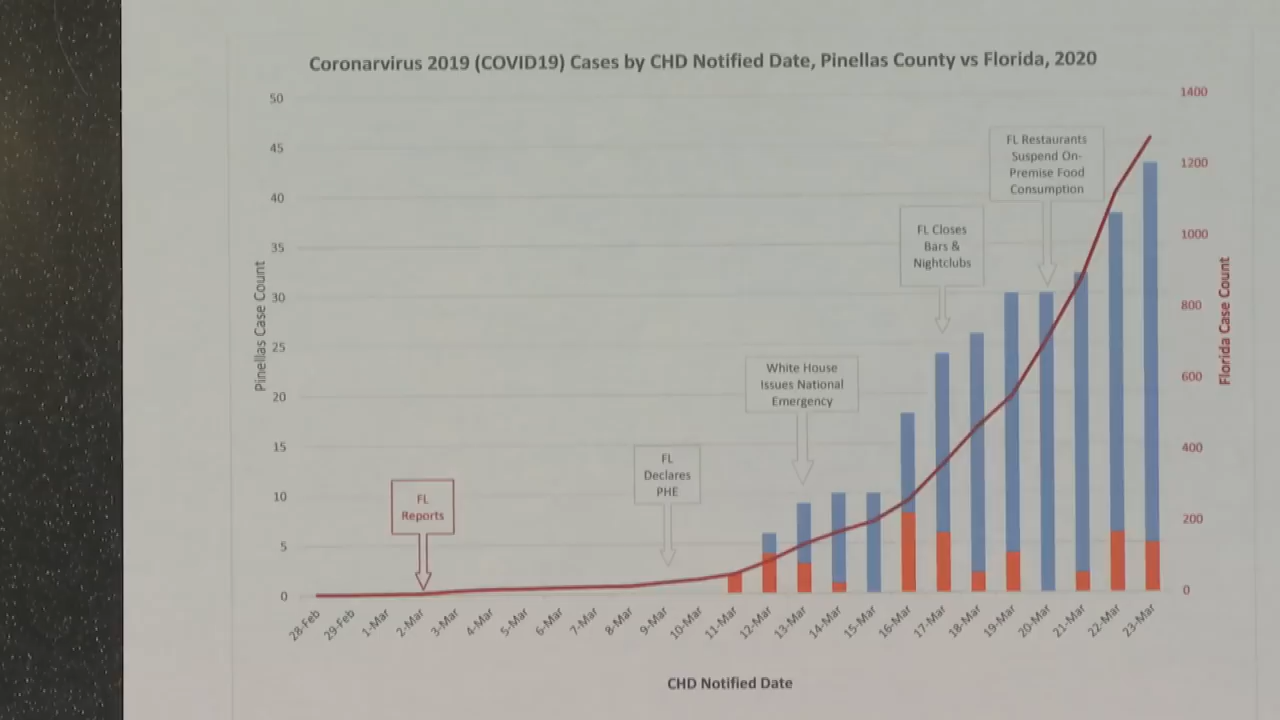 Coronarvirus 2019 (COVID19) Cases by CHD Notified Date, Pinellas County vs Florida, 2020
50
45
40
35
30
25
20
15
10
5
0
Pinellas Case Count
1400
1200
1000
800
600
400
200
0
Florida Case Count
FL
Reports
FL
Declares
PHE
White House
Issues National
Emergency
FL Closes
Bars &
Nightclubs
FL Restaurants
Suspend On-
Premise Food
Consumption
28-Feb
29-Feb
1-Mar
2-Mar
3-Mar
4-Mar
5-Mar
6-Mar
7-Mar
8-Mar
9-Mar
10-Mar
11-Mar
12-Mar
13-Mar
14-Mar
15-Mar
16-Mar
17-Mar
18-Mar
19-Mar
20-Mar
21-Mar
22-Mar
23-Mar
CHD Notified Date